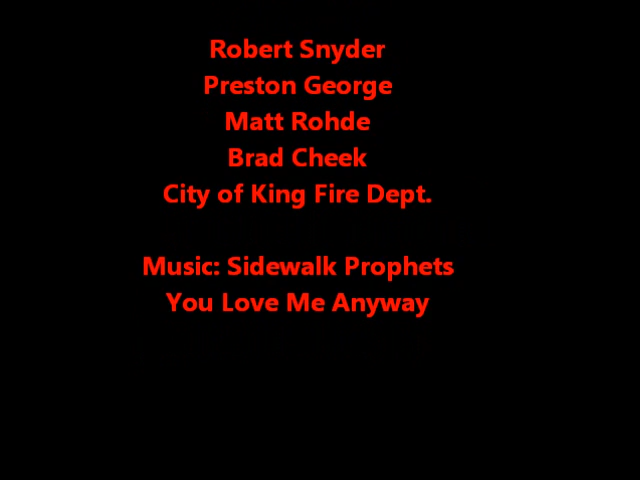 Robert Snyder
Preston George
Matt Rohde
Brad Cheek
City of King Fire Dept.
Music: Sidewalk Prophets
You Love Me Anyway